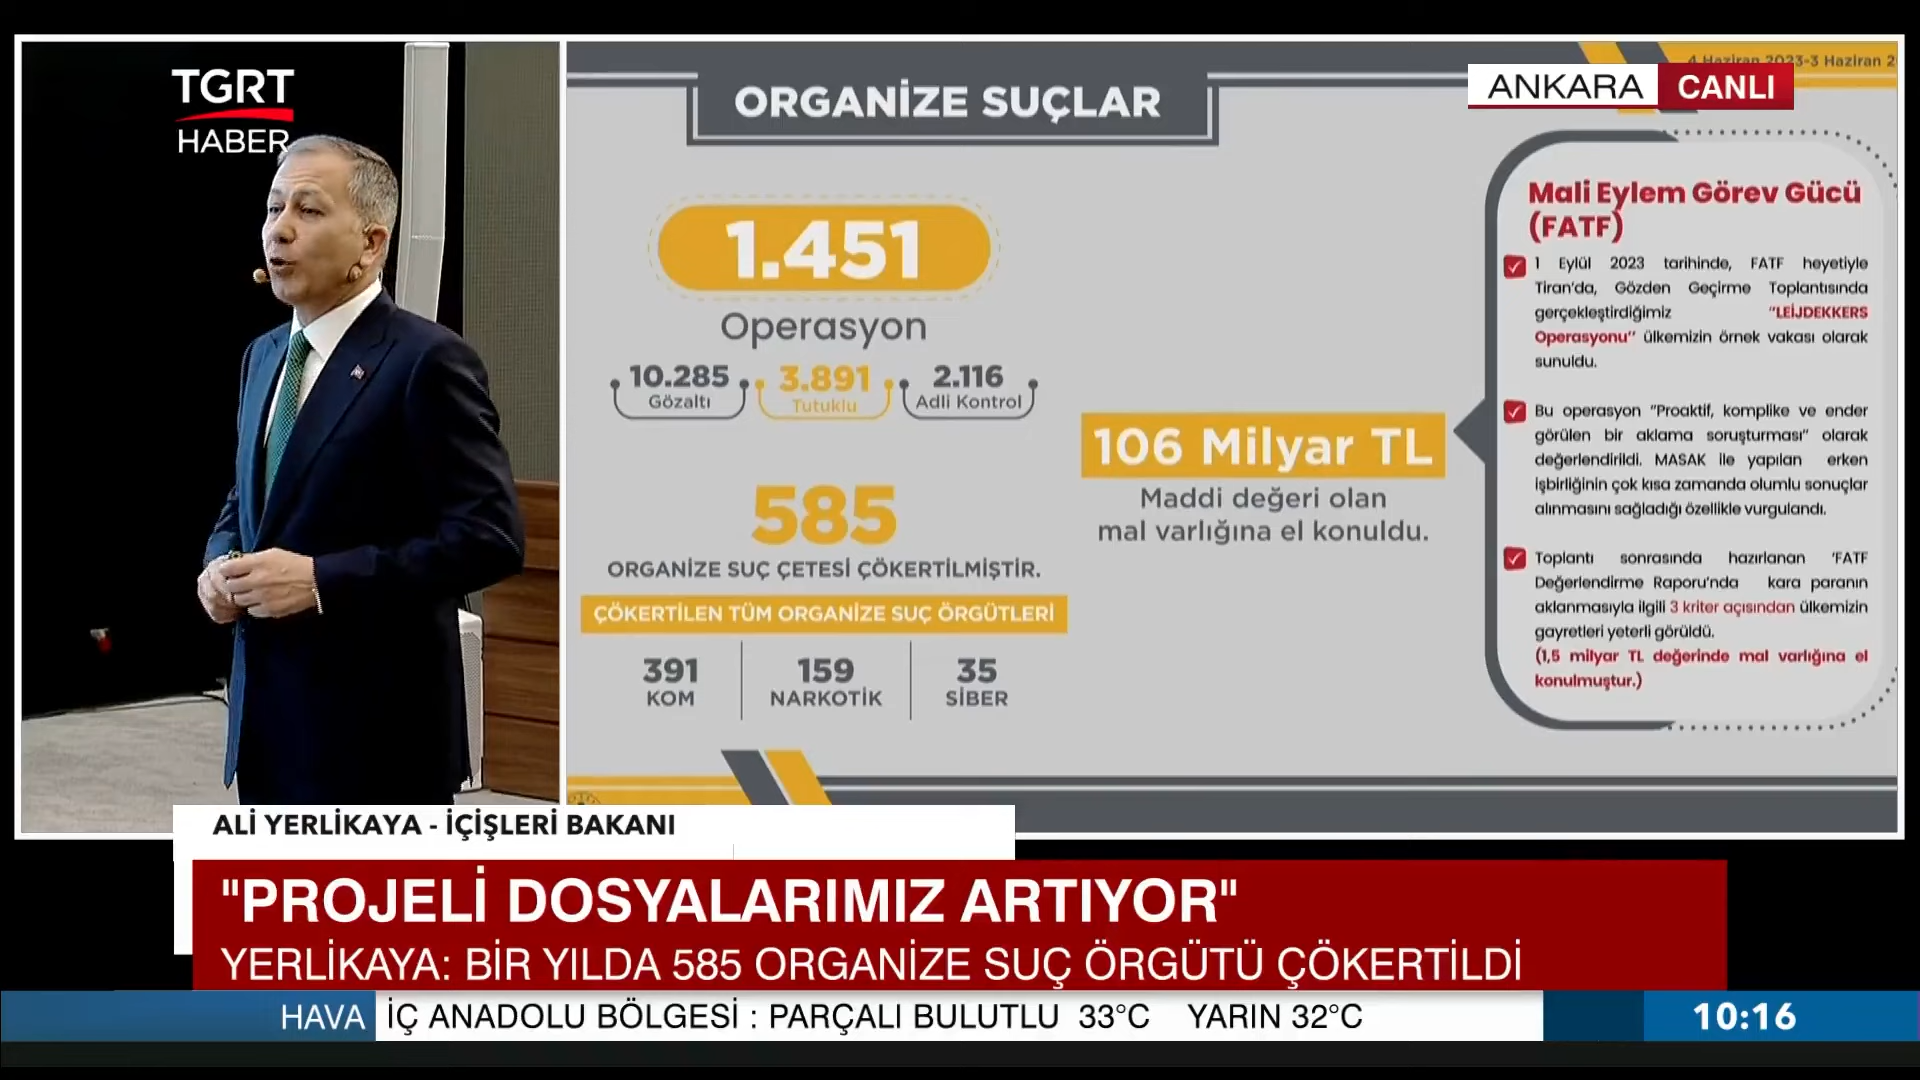 TGRT
HABER
4 Haziran 2023-3 Haziran 2
ANKARA CANLI
ORGANİZE SUÇLAR
1.451
Operasyon
10.285 3.891 2.116
Gözaltı Tutuklu Adli Kontrol
585
ORGANİZE SUÇ ÇETESİ ÇÖKERTİLMİŞTİR.
ÇÖKERTİLEN TÜM ORGANİZE SUÇ ÖRGÜTLERİ
391 159 35
KOM NARKOTİK SİBER
106 Milyar TL
Maddi değeri olan
mal varlığına el konuldu.
Mali Eylem Görev Gücü
(FATF)
1 Eylül 2023 tarihinde, FATF heyetiyle
Tiran'da, Gözden Geçirme Toplantısında
gerçekleştirdiğimiz "LEİJDEKKERS
Operasyonu" ülkemizin örnek vakası olarak
sunuldu.
Bu operasyon "Proaktif, komplike ve ender
görülen bir aklama soruşturması" olarak
değerlendirildi. MASAK ile yapılan erken
işbirliğinin çok kısa zamanda olumlu sonuçlar
alınmasını sağladığı özellikle vurgulandı.
Toplantı sonrasında hazırlanan 'FATF
Değerlendirme Raporu'nda kara paranın
aklanmasıyla ilgili 3 kriter açısından ülkemizin
gayretleri yeterli görüldü.
(1,5 milyar TL değerinde mal varlığına el
konulmuştur.)
ALİ YERLİKAYA - İÇİŞLERİ BAKANI
"PROJELİ DOSYALARIMIZ ARTIYOR"
YERLİKAYA: BİR YILDA 585 ORGANİZE SUÇ ÖRGÜTÜ ÇÖKERTİLDİ
HAVA İÇ ANADOLU BÖLGESİ : PARÇALI BULUTLU 33°C YARIN 32°C 10:16